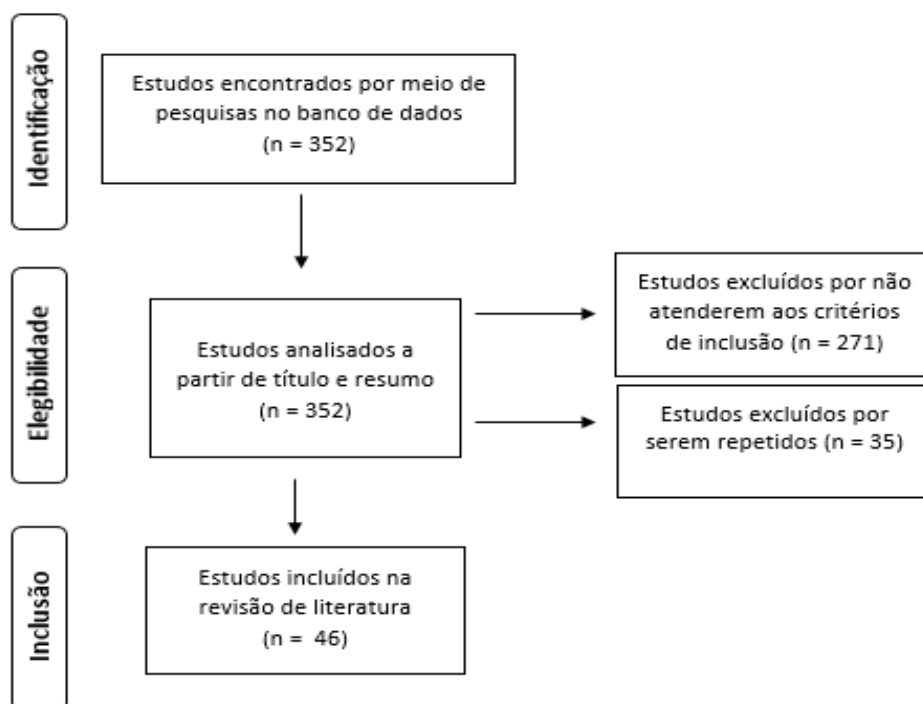 Identificação
Estudos encontrados por meio de
pesquisas no banco de dados
(n = 352)
Elegibilidade
Estudos analisados a
partir de título e resumo
(n = 352)
Estudos excluídos por não
atenderem aos critérios
de inclusão (n = 271)
Estudos excluídos por
serem repetidos (n = 35)
Inclusão
Estudos incluídos na
revisão de literatura
(n = 46)